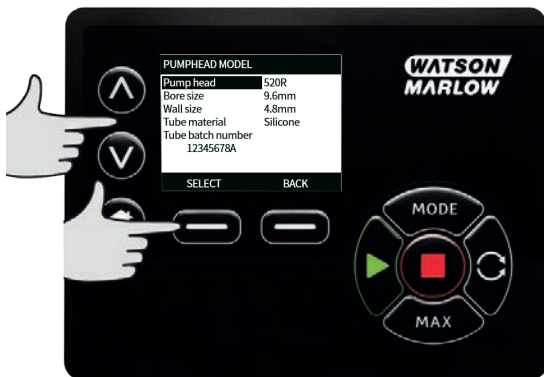 PUMPHEAD MODEL
Pump head 520R
Bore size 9.6mm
Wall size 4.8mm
Tube material Silicone
Tube batch number
12345678A
SELECT BACK
WATSON
MARLOW
MODE
MAX